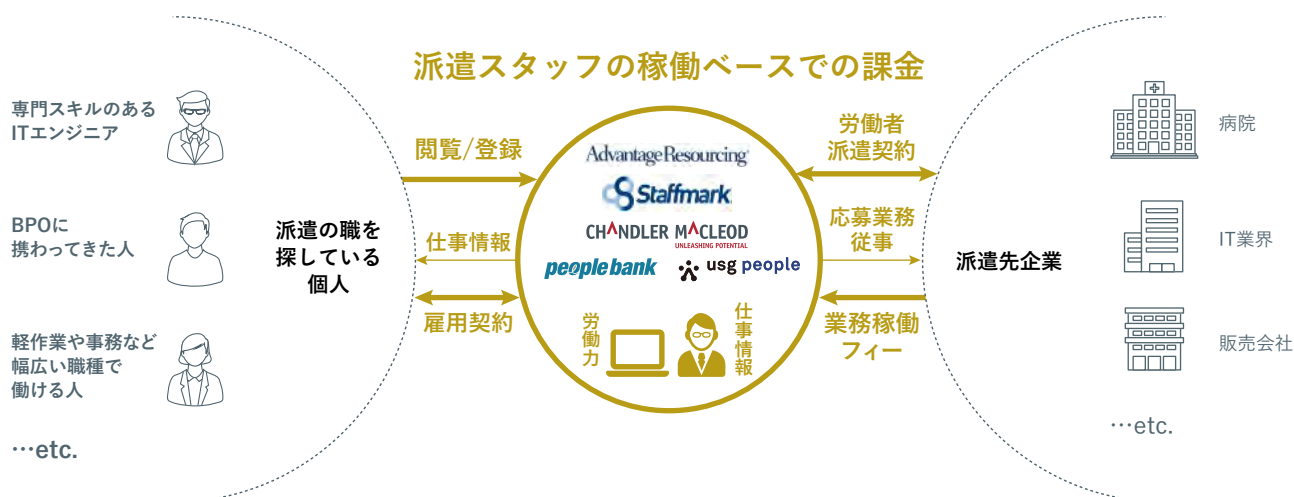 派遣スタッフの稼働ベースでの課金
専門スキルのある
ITエンジニア
BPOに
携わってきた人
軽作業や事務など
幅広い職種で
働ける人
…etc.
派遣の職を
探している
個人
閲覧/登録
仕事情報
雇用契約
AdvantageResourcing
Staffmark
CHANDLER MACLEOD
UNLEASHING POTENTIAL
peoplebank
usg people
労働力
仕事情報
労働者
派遣契約
応募業務
従事
業務稼働
フィー
派遣先企業
病院
IT業界
販売会社
…etc.